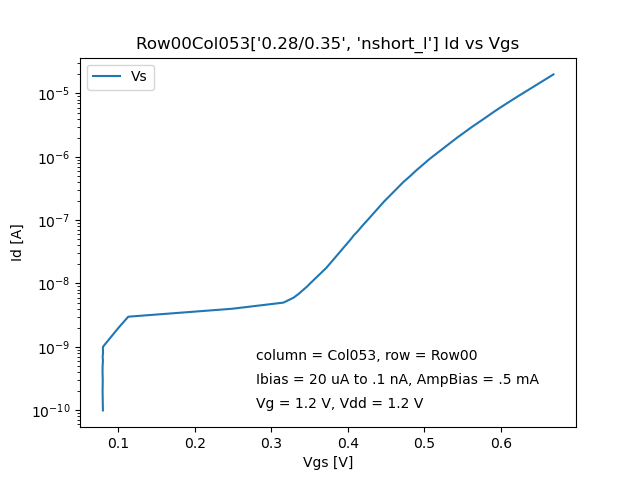 Row00Col053['0.28/0.35', 'nshort_l'] Id vs Vgs
Vs
10⁻⁵
10⁻⁶
10⁻⁷
10⁻⁸
10⁻⁹
10⁻¹⁰
Id [A]
column = Col053, row = Row00
Ibias = 20 uA to .1 nA, AmpBias = .5 mA
Vg = 1.2 V, Vdd = 1.2 V
0.1 0.2 0.3 0.4 0.5 0.6
Vgs [V]